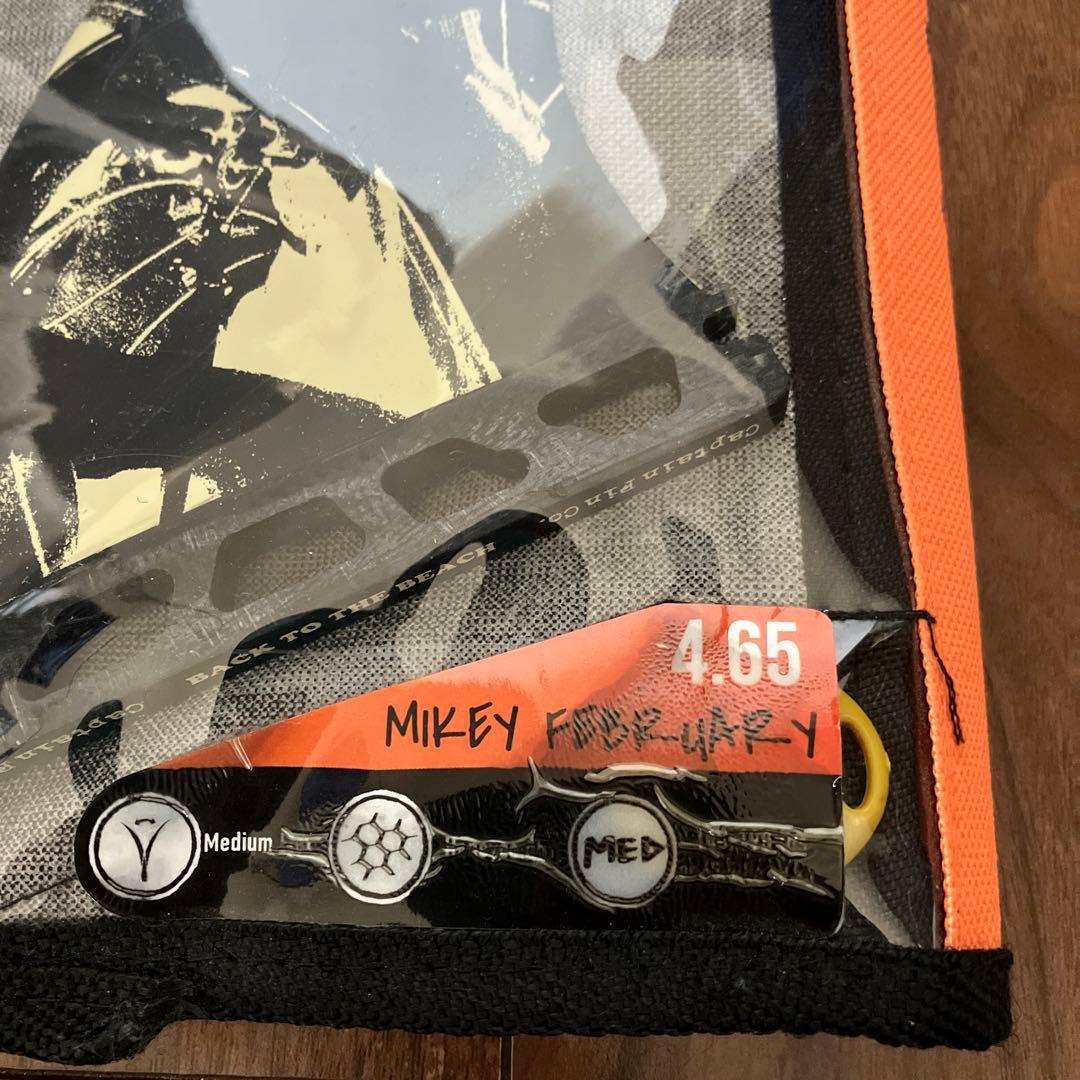 Captain Fin Co.
BACK TO THE BEACH
4.65
MIKEY FEBRUARY
Medium
MED